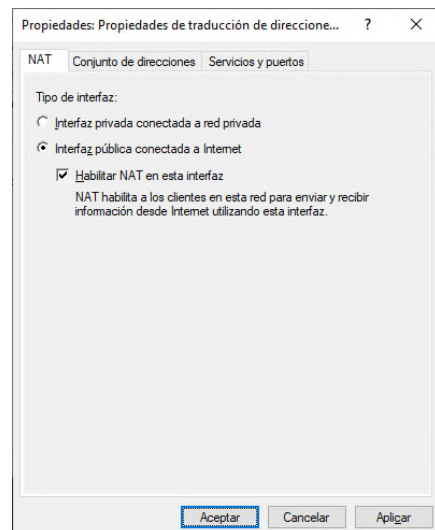 Propiedades: Propiedades de traducción de direccione... ? ×
NAT Conjunto de direcciones Servicios y puertos
Tipo de interfaz:
Interfaz privada conectada a red privada
Interfaz pública conectada a Internet
Habilitar NAT en esta interfaz
NAT habilita a los clientes en esta red para enviar y recibir
información desde Internet utilizando esta interfaz.
Aceptar Cancelar Aplicar